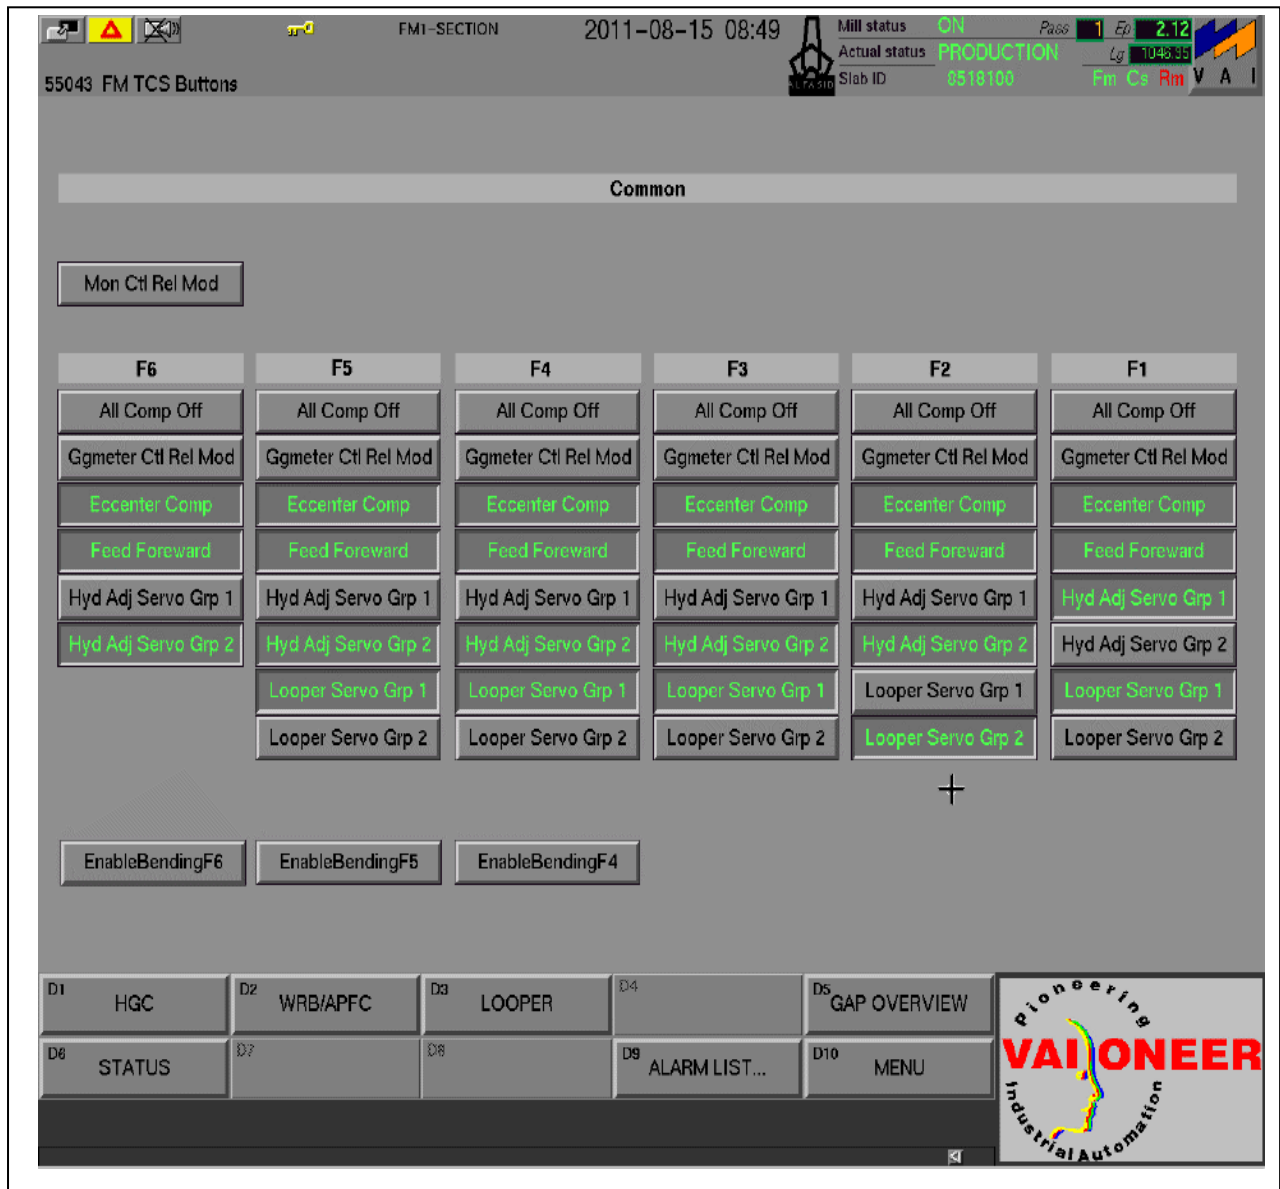 FM1-SECTION 2011-08-15 08:49 Mill status ON Pass 1 Ep 2.12
Actual status PRODUCTION Lg 1046.95
55043 FM TCS Buttons Slab ID 8518100 Fm Cs Rm V A I
Common
Mon Ctl Rel Mod
F6 F5 F4 F3 F2 F1
All Comp Off All Comp Off All Comp Off All Comp Off All Comp Off All Comp Off
Ggmeter Ctl Rel Mod Ggmeter Ctl Rel Mod Ggmeter Ctl Rel Mod Ggmeter Ctl Rel Mod Ggmeter Ctl Rel Mod Ggmeter Ctl Rel Mod
Eccenter Comp Eccenter Comp Eccenter Comp Eccenter Comp Eccenter Comp Eccenter Comp
Feed Foreward Feed Foreward Feed Foreward Feed Foreward Feed Foreward Feed Foreward
Hyd Adj Servo Grp 1 Hyd Adj Servo Grp 1 Hyd Adj Servo Grp 1 Hyd Adj Servo Grp 1 Hyd Adj Servo Grp 1 Hyd Adj Servo Grp 1
Hyd Adj Servo Grp 2 Hyd Adj Servo Grp 2 Hyd Adj Servo Grp 2 Hyd Adj Servo Grp 2 Hyd Adj Servo Grp 2 Hyd Adj Servo Grp 2
Looper Servo Grp 1 Looper Servo Grp 1 Looper Servo Grp 1 Looper Servo Grp 1 Looper Servo Grp 1
Looper Servo Grp 2 Looper Servo Grp 2 Looper Servo Grp 2 Looper Servo Grp 2 Looper Servo Grp 2
EnableBendingF6 EnableBendingF5 EnableBendingF4
D1 HGC D2 WRB/APFC D3 LOOPER D4 D5 GAP OVERVIEW
D6 STATUS D7 D8 D9 ALARM LIST... D10 MENU
Pioneering
VAIONEER
Industrial Automation